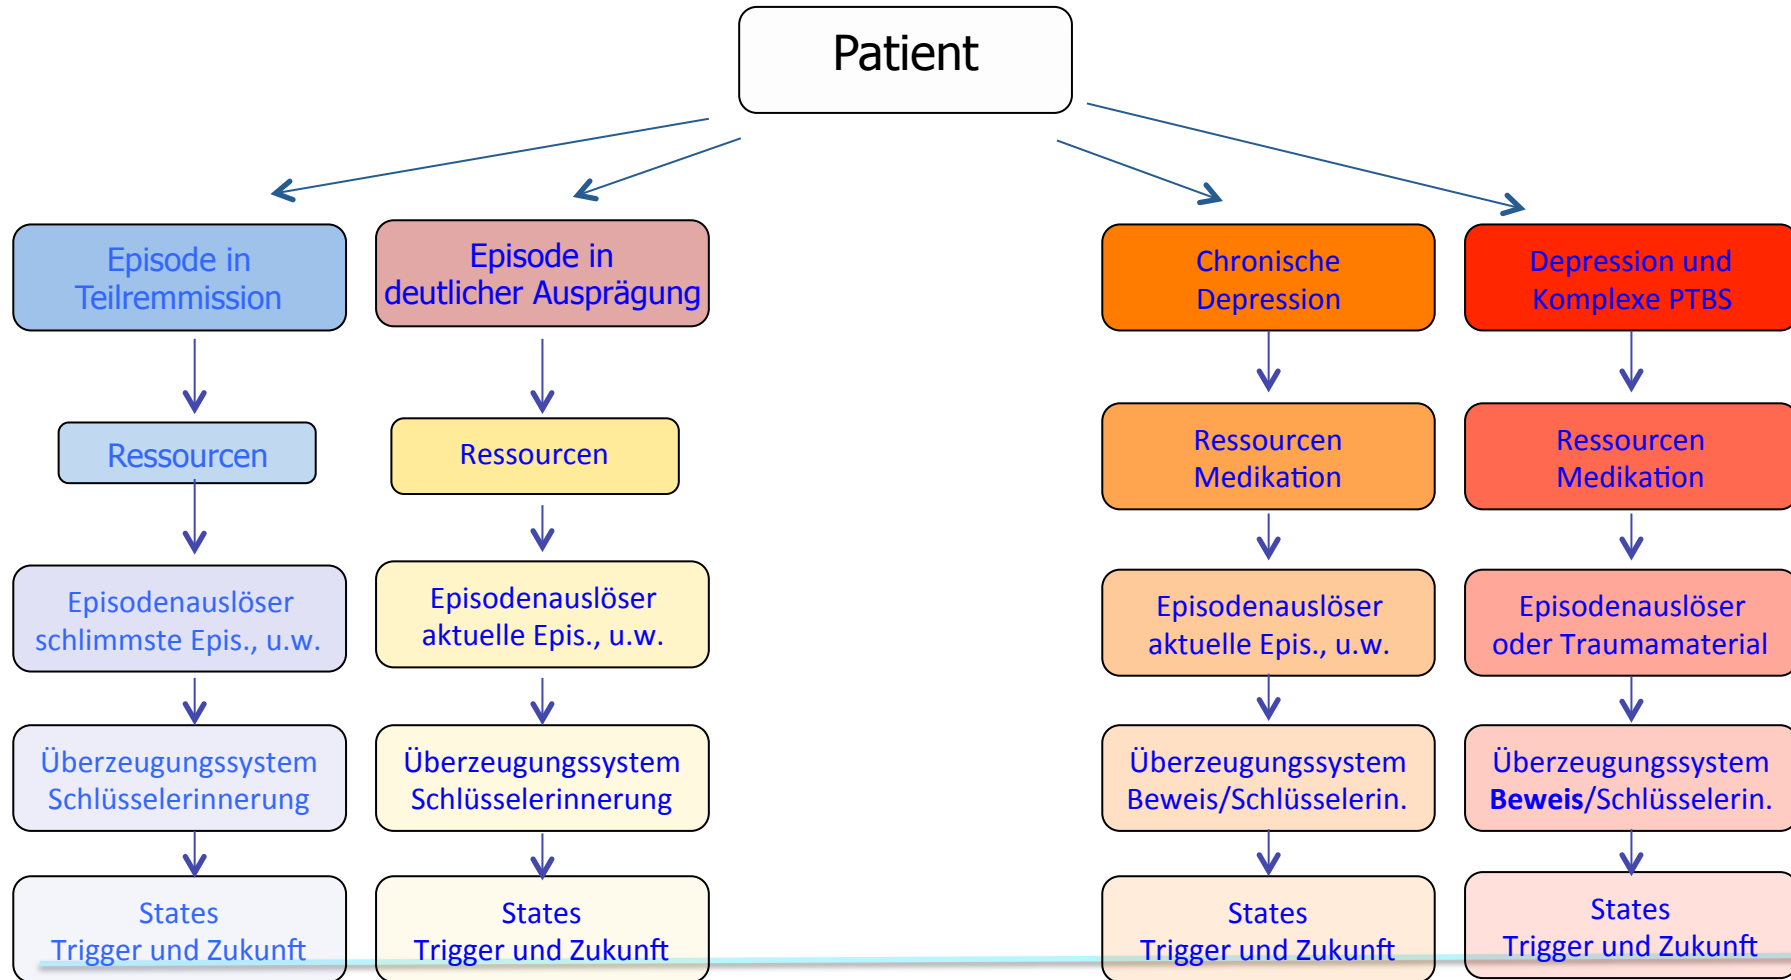 Patient
Episode in
Teilremmission
Episode in
deutlicher Ausprägung
Chronische
Depression
Depression und
Komplexe PTBS
Ressourcen
Ressourcen
Ressourcen
Medikation
Ressourcen
Medikation
Episodenauslöser
schlimmste Epis., u.w.
Episodenauslöser
aktuelle Epis., u.w.
Episodenauslöser
aktuelle Epis., u.w.
Episodenauslöser
oder Traumamaterial
Überzeugungssystem
Schlüsselerinnerung
Überzeugungssystem
Schlüsselerinnerung
Überzeugungssystem
Beweis/Schlüsselerin.
Überzeugungssystem
Beweis/Schlüsselerin.
States
Trigger und Zukunft
States
Trigger und Zukunft
States
Trigger und Zukunft
States
Trigger und Zukunft